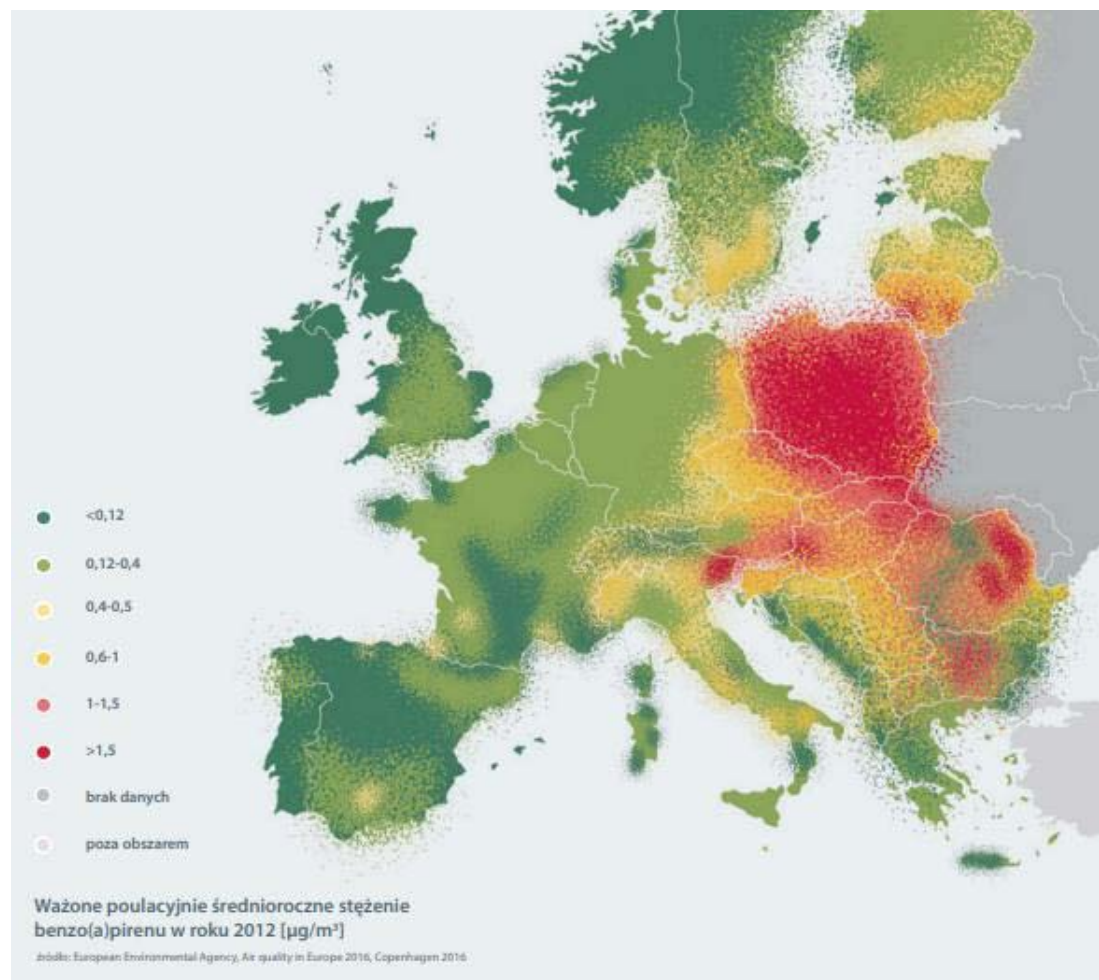 <0,12
0,12-0,4
0,4-0,5
0,6-1
1-1,5
>1,5
brak danych
poza obszarem
Ważone poulacyjnie średnioroczne stężenie
benzo(a)pirenu w roku 2012 [µg/m³]
źródło: European Environmental Agency, Air quality in Europe 2016, Copenhagen 2016